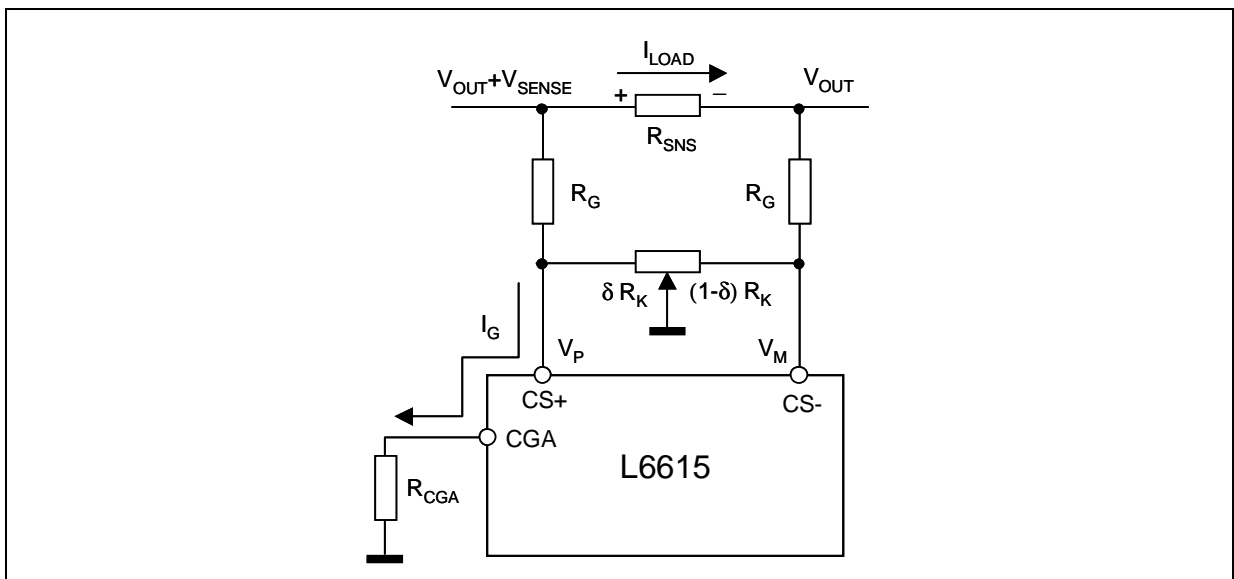 I_LOAD
V_OUT+V_SENSE
V_OUT
+ –
R_SNS
R_G
R_G
δ R_K (1-δ) R_K
I_G
V_P
V_M
CS+
CS-
CGA
L6615
R_CGA